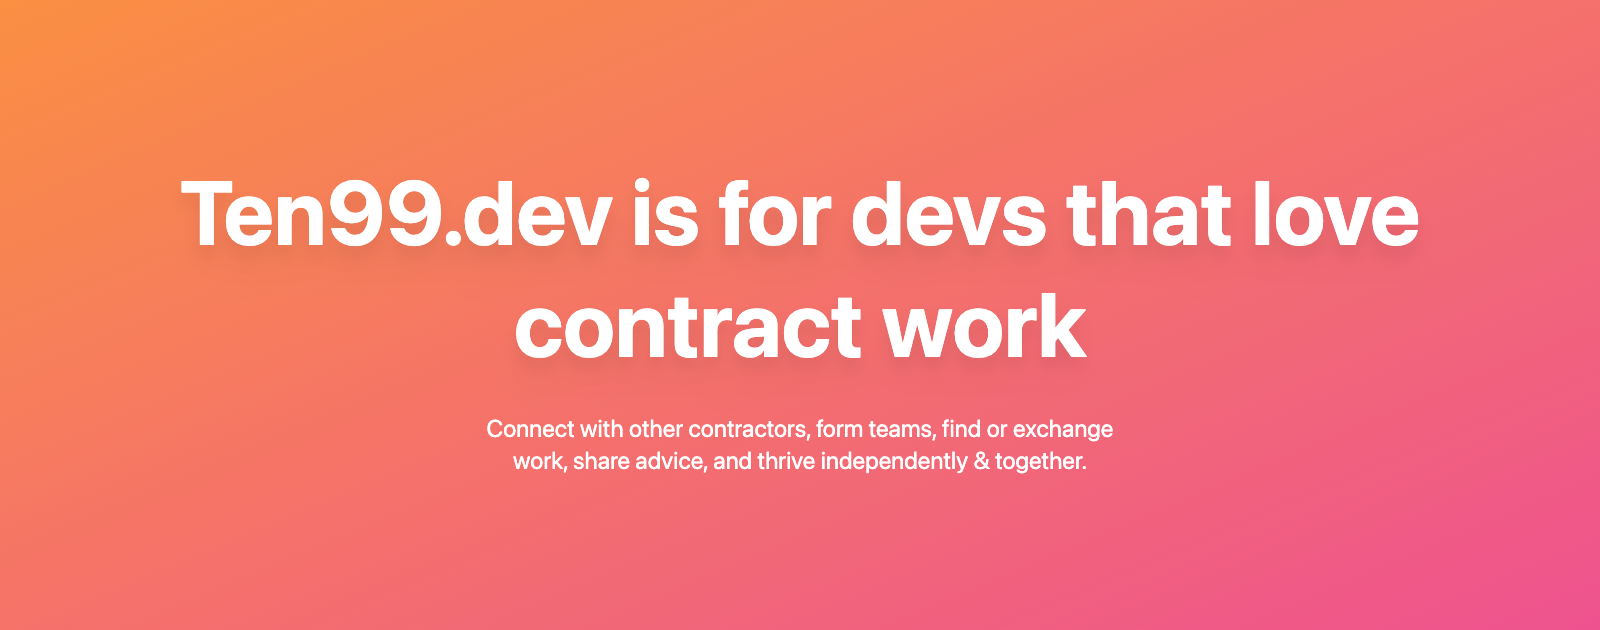 Ten99.dev is for devs that love
contract work
Connect with other contractors, form teams, find or exchange
work, share advice, and thrive independently & together.